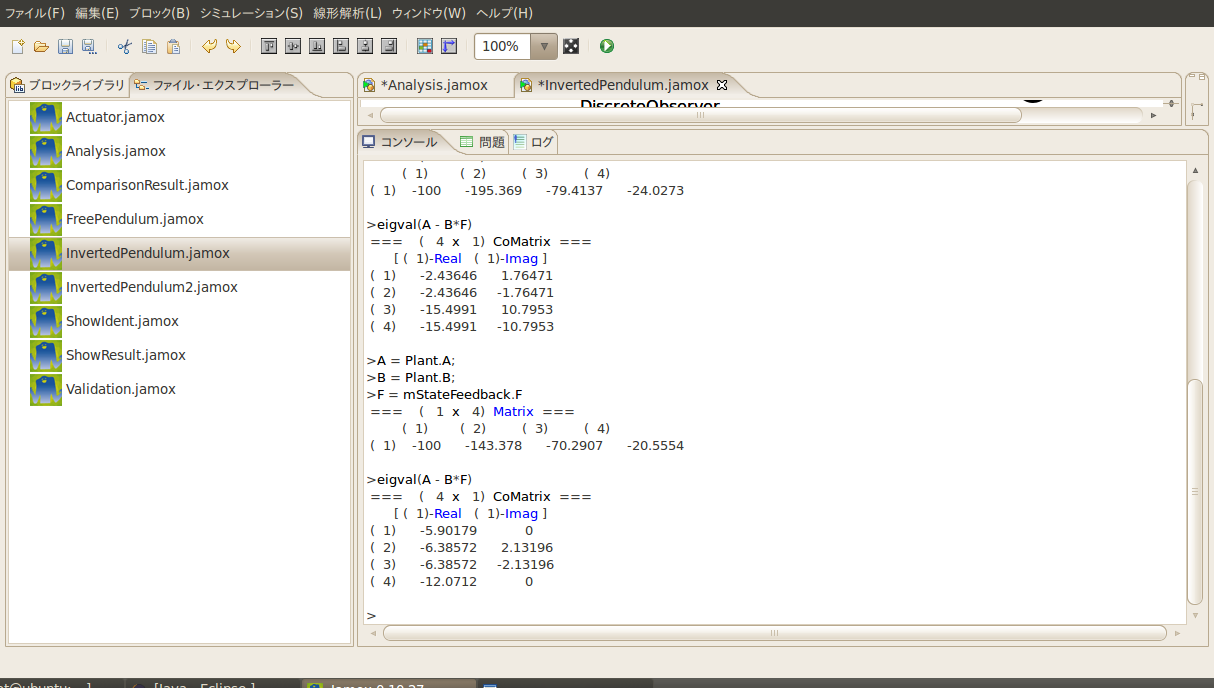 ファイル(F) 編集(E) ブロック(B) シミュレーション(S) 線形解析(L) ウィンドウ(W) ヘルプ(H)
100%
ブロックライブラリ ファイル・エクスプローラー
Actuator.jamox
Analysis.jamox
ComparisonResult.jamox
FreePendulum.jamox
InvertedPendulum.jamox
InvertedPendulum2.jamox
ShowIdent.jamox
ShowResult.jamox
Validation.jamox
*Analysis.jamox *InvertedPendulum.jamox
DiscreteObserver
コンソール 問題 ログ
( 1) ( 2) ( 3) ( 4)
( 1) -100 -195.369 -79.4137 -24.0273
>eigval(A - B*F)
=== ( 4 x 1) CoMatrix ===
[ ( 1)-Real ( 1)-Imag ]
( 1) -2.43646 1.76471
( 2) -2.43646 -1.76471
( 3) -15.4991 10.7953
( 4) -15.4991 -10.7953
>A = Plant.A;
>B = Plant.B;
>F = mStateFeedback.F
=== ( 1 x 4) Matrix ===
( 1) ( 2) ( 3) ( 4)
( 1) -100 -143.378 -70.2907 -20.5554
>eigval(A - B*F)
=== ( 4 x 1) CoMatrix ===
[ ( 1)-Real ( 1)-Imag ]
( 1) -5.90179 0
( 2) -6.38572 2.13196
( 3) -6.38572 -2.13196
( 4) -12.0712 0
>
[Java - Eclipse ]